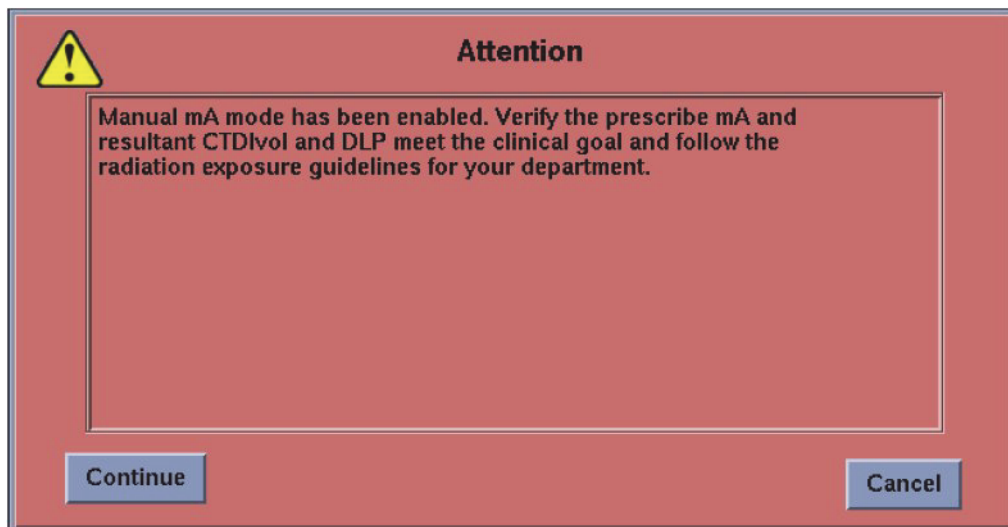 Attention
Manual mA mode has been enabled. Verify the prescribe mA and
resultant CTDIvol and DLP meet the clinical goal and follow the
radiation exposure guidelines for your department.
Continue
Cancel